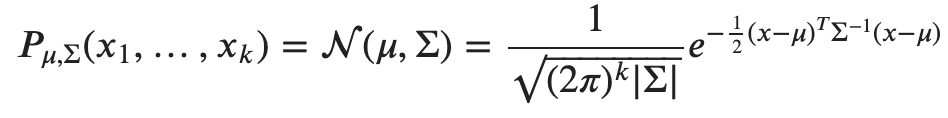 P_{μ,Σ}(x_1, … , x_k) = 𝒩(μ, Σ) = \frac{1}{\sqrt{(2π)^k|Σ|}} e^{-\frac{1}{2}(x−μ)^T Σ^{−1}(x−μ)}